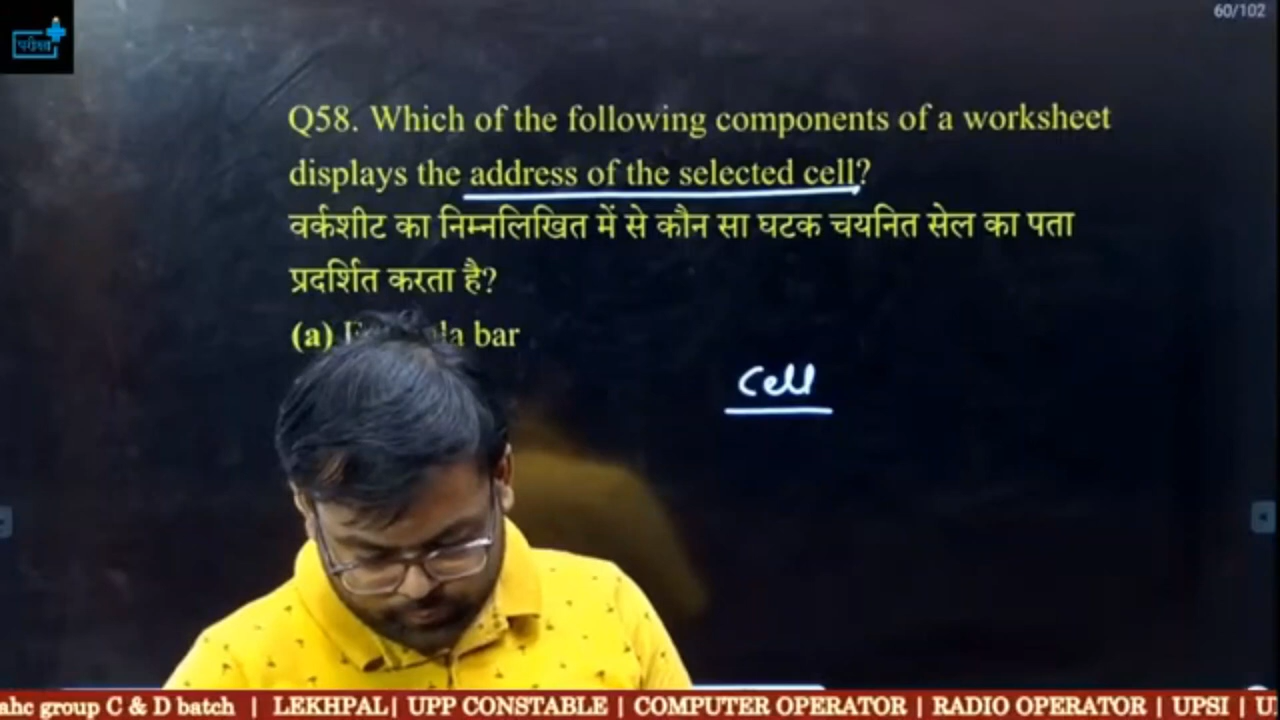 60/102
परीक्षा
Q58. Which of the following components of a worksheet
displays the address of the selected cell?
वर्कशीट का निम्नलिखित में से कौन सा घटक चयनित सेल का पता
प्रदर्शित करता है?
(a) la bar
Cell
ahc group C & D batch | LEKHPAL| UPP CONSTABLE | COMPUTER OPERATOR | RADIO OPERATOR | UPSI | U